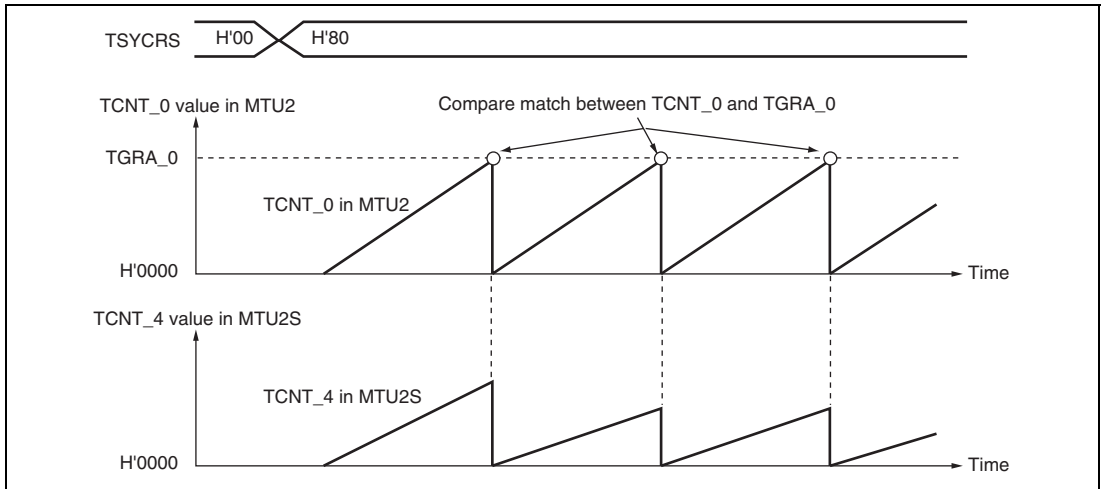 TSYCRS H'00 H'80
TCNT_0 value in MTU2
Compare match between TCNT_0 and TGRA_0
TGRA_0
TCNT_0 in MTU2
H'0000
Time
TCNT_4 value in MTU2S
TCNT_4 in MTU2S
H'0000
Time